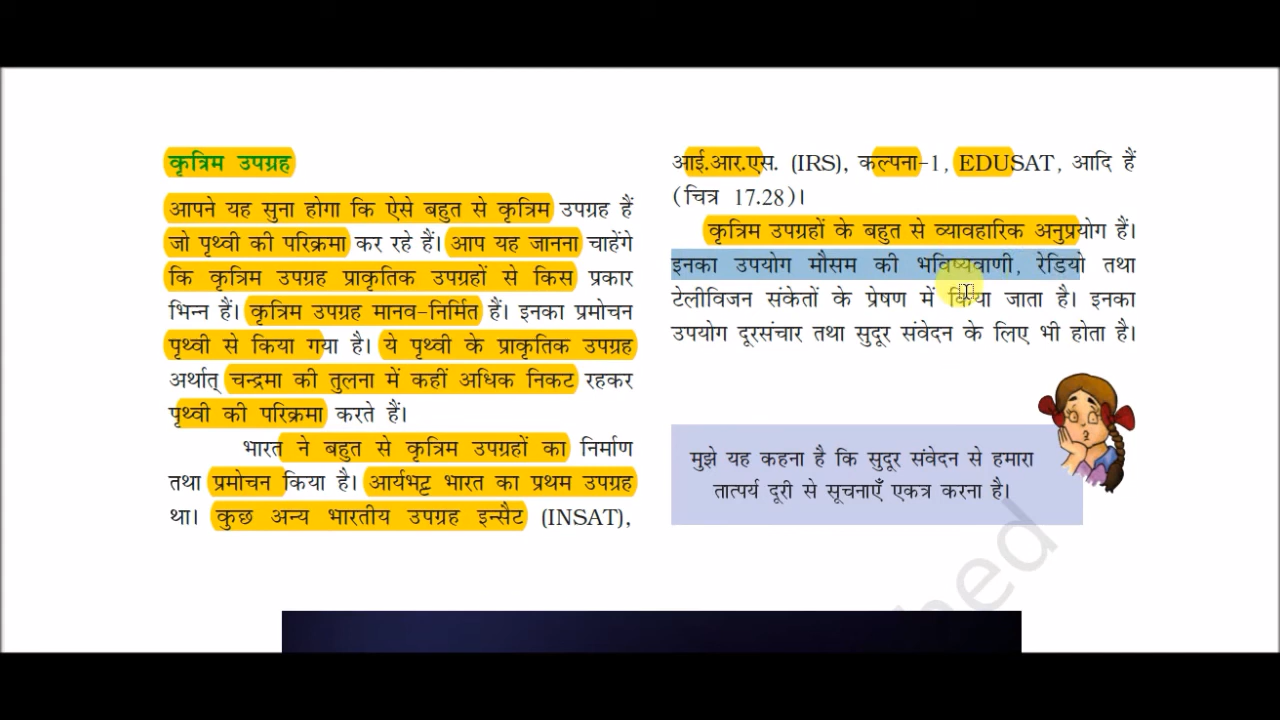 कृत्रिम उपग्रह
आपने यह सुना होगा कि ऐसे बहुत से कृत्रिम उपग्रह हैं
जो पृथ्वी की परिक्रमा कर रहे हैं। आप यह जानना चाहेंगे
कि कृत्रिम उपग्रह प्राकृतिक उपग्रहों से किस प्रकार
भिन्न हैं। कृत्रिम उपग्रह मानव-निर्मित हैं। इनका प्रमोचन
पृथ्वी से किया गया है। ये पृथ्वी के प्राकृतिक उपग्रह
अर्थात् चन्द्रमा की तुलना में कहीं अधिक निकट रहकर
पृथ्वी की परिक्रमा करते हैं।
भारत ने बहुत से कृत्रिम उपग्रहों का निर्माण
तथा प्रमोचन किया है। आर्यभट्ट भारत का प्रथम उपग्रह
था। कुछ अन्य भारतीय उपग्रह इन्सैट (INSAT),
आई.आर.एस. (IRS), कल्पना-1, EDUSAT, आदि हैं
(चित्र 17.28)।
कृत्रिम उपग्रहों के बहुत से व्यावहारिक अनुप्रयोग हैं।
इनका उपयोग मौसम की भविष्यवाणी, रेडियो तथा
टेलीविजन संकेतों के प्रेषण में किया जाता है। इनका
उपयोग दूरसंचार तथा सुदूर संवेदन के लिए भी होता है।
मुझे यह कहना है कि सुदूर संवेदन से हमारा
तात्पर्य दूरी से सूचनाएँ एकत्र करना है।